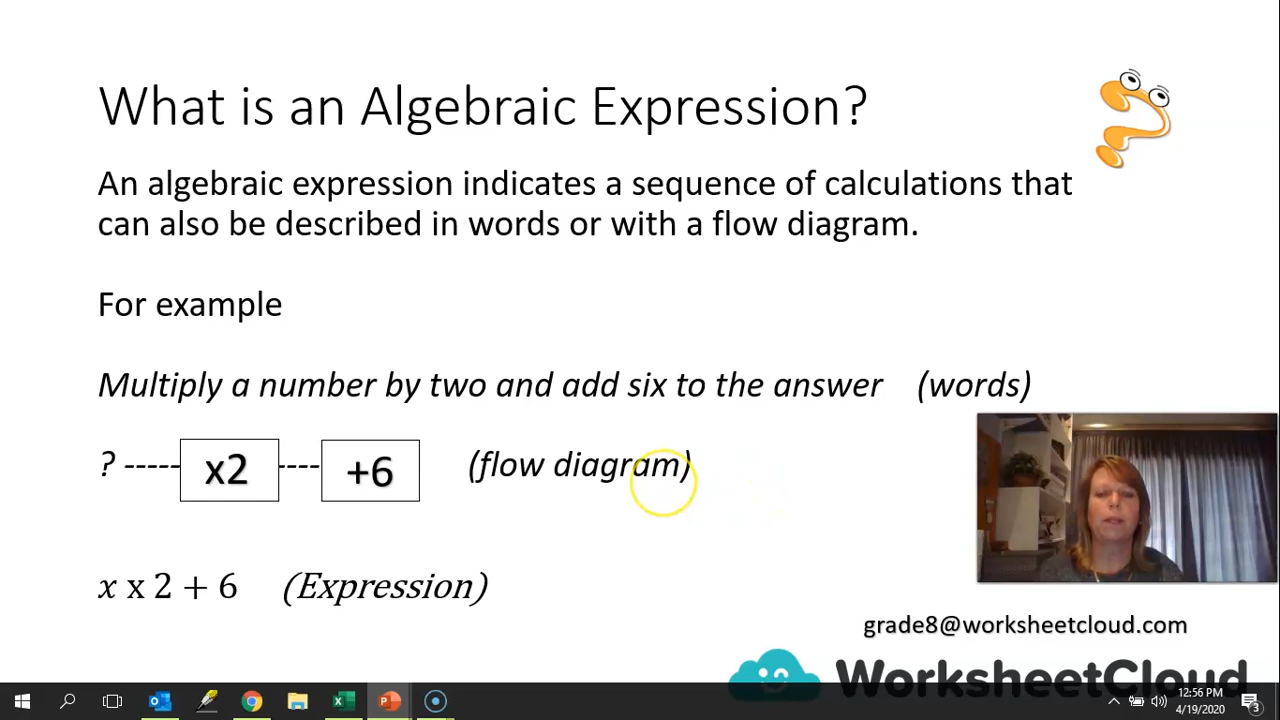 What is an Algebraic Expression?
An algebraic expression indicates a sequence of calculations that
can also be described in words or with a flow diagram.
For example
Multiply a number by two and add six to the answer (words)
? ----- x2 ---- +6 (flow diagram)
x x 2 + 6 (Expression)
grade8@worksheetcloud.com
WorksheetCloud
12:56 PM
4/19/2020
3